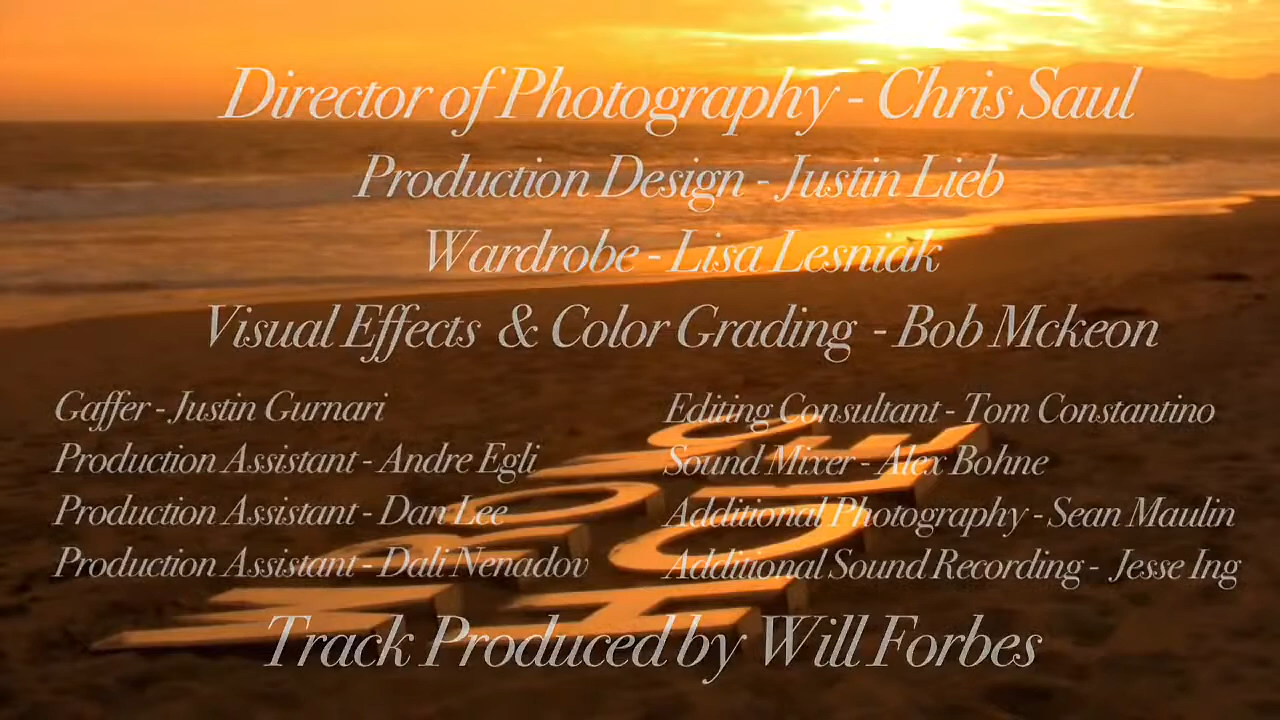 Director of Photography - Chris Saul
Production Design - Justin Lieb
Wardrobe - Lisa Lesniak
Visual Effects & Color Grading - Bob Mckeon
Gaffer - Justin Gurnari
Production Assistant - Andre Egli
Production Assistant - Dan Lee
Production Assistant - Dali Nenadov
Editing Consultant - Tom Constantino
Sound Mixer - Alex Bohne
Additional Photography - Sean Maulin
Additional Sound Recording - Jesse Ing
Track Produced by Will Forbes